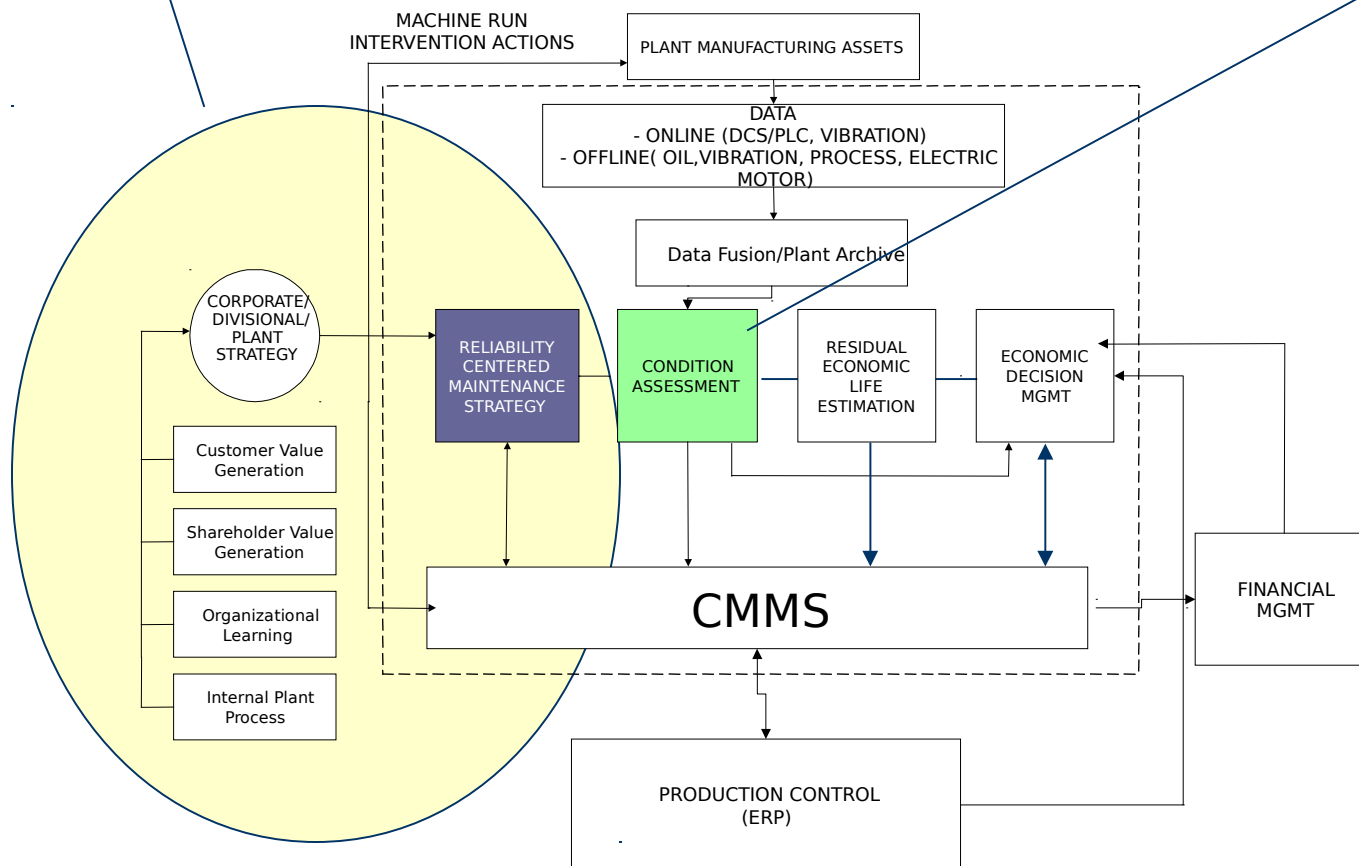 MACHINE RUN
INTERVENTION ACTIONS
PLANT MANUFACTURING ASSETS
DATA
- ONLINE (DCS/PLC, VIBRATION)
- OFFLINE( OIL,VIBRATION, PROCESS, ELECTRIC
MOTOR)
Data Fusion/Plant Archive
CORPORATE/
DIVISIONAL/
PLANT
STRATEGY
RELIABILITY
CENTERED
MAINTENANCE
STRATEGY
CONDITION
ASSESSMENT
RESIDUAL
ECONOMIC
LIFE
ESTIMATION
ECONOMIC
DECISION
MGMT
Customer Value
Generation
Shareholder Value
Generation
Organizational
Learning
Internal Plant
Process
CMMS
FINANCIAL
MGMT
PRODUCTION CONTROL
(ERP)